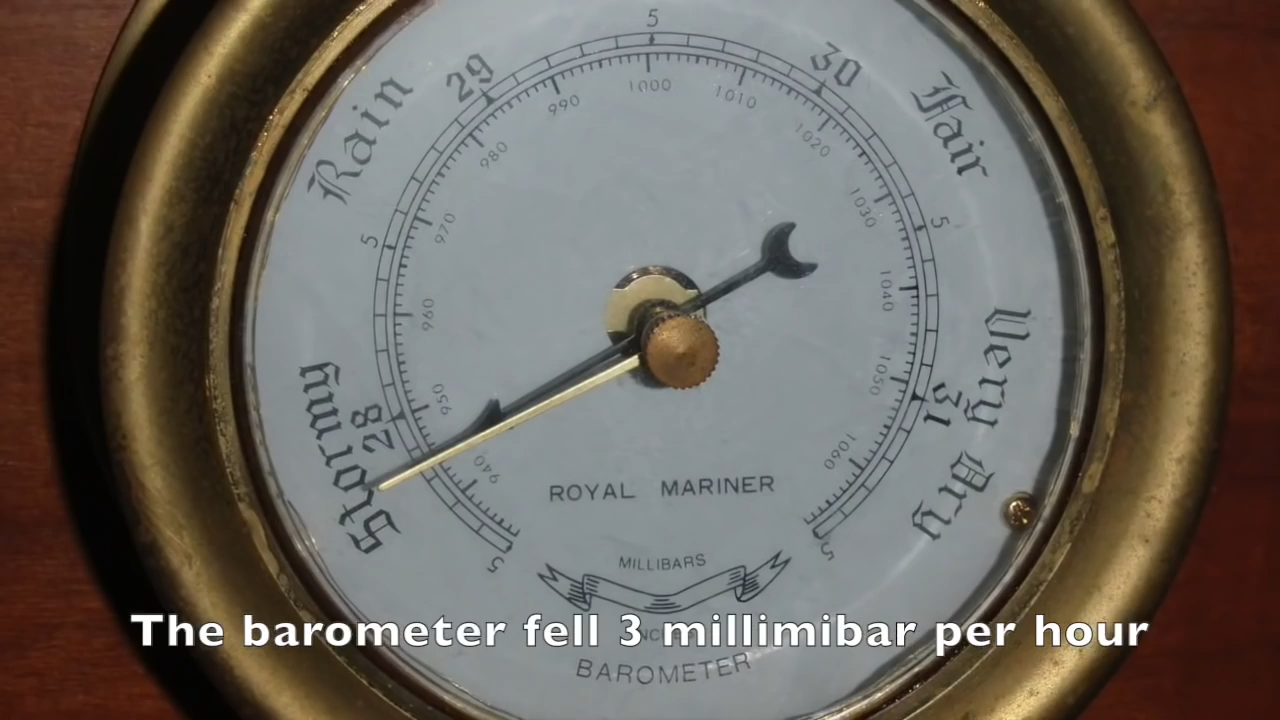 5
29
30
Rain
Fair
990
1000
1010
980
1020
970
1030
5
5
960
1040
950
1050
940
1060
Stormy
28
31
Very Dry
ROYAL MARINER
5
5
MILLIBARS
The barometer fell 3 millimibar per hour
BAROMETER